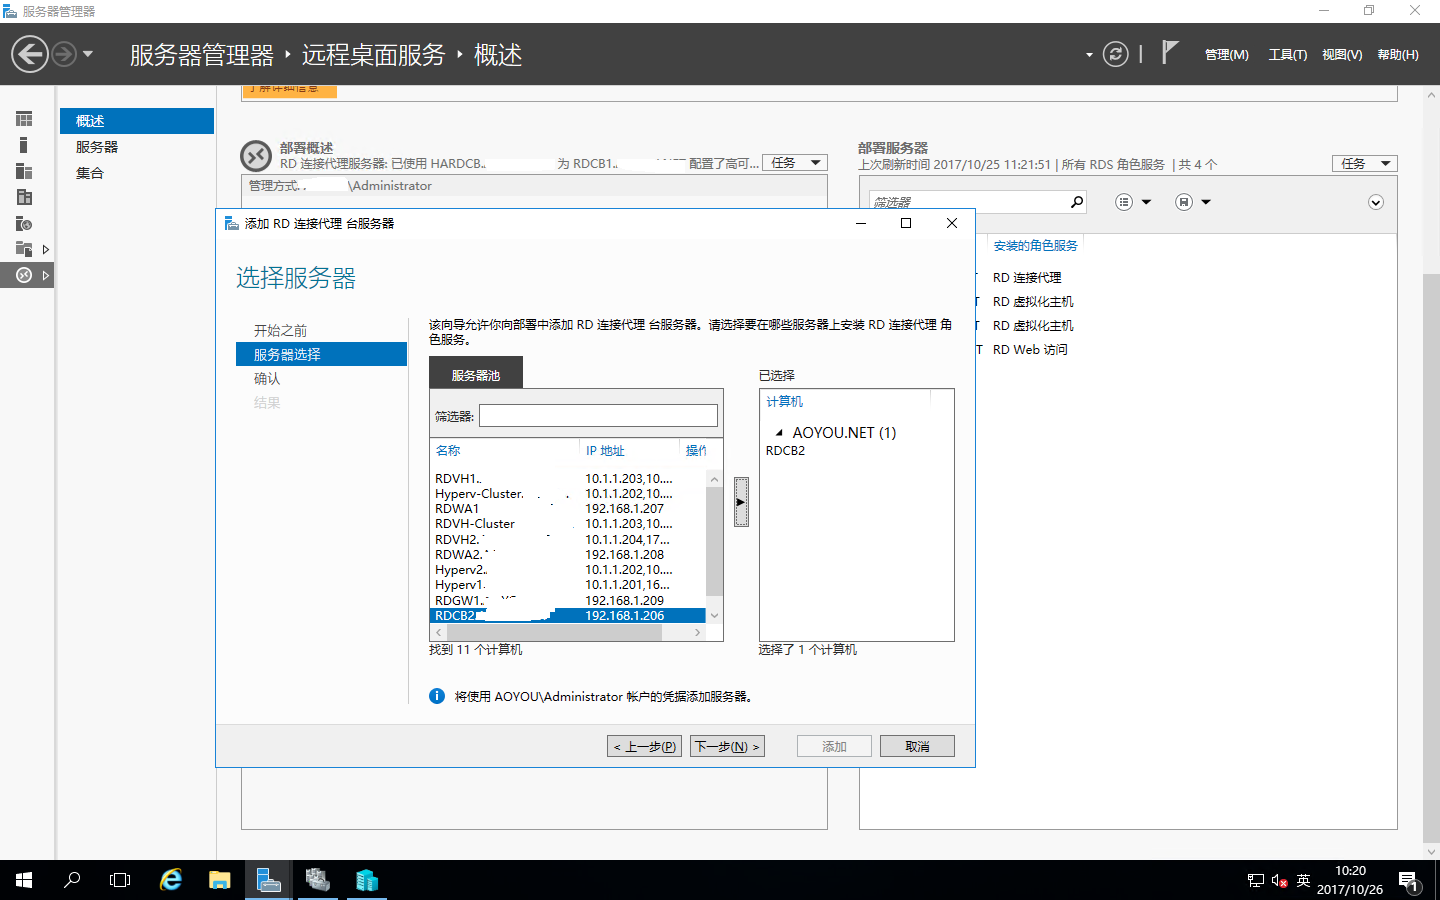 服务器管理器
服务器管理器 ‣ 远程桌面服务 ‣ 概述
管理(M) 工具(T) 视图(V) 帮助(H)
概述
服务器
集合
了解详细信息
部署概述
RD 连接代理服务器: 已使用 HARDCB.. 为 RDCB1.. 配置了高可...
任务
管理方式. \Administrator
部署服务器
上次刷新时间 2017/10/25 11:21:51 | 所有 RDS 角色服务 | 共 4 个
任务
筛选器
安装的角色服务
T RD 连接代理
T RD 虚拟化主机
T RD 虚拟化主机
T RD Web 访问
添加 RD 连接代理 台服务器
选择服务器
开始之前
服务器选择
确认
结果
该向导允许你向部署中添加 RD 连接代理 台服务器。请选择要在哪些服务器上安装 RD 连接代理 角
色服务。
服务器池
筛选器:
名称 IP 地址 操作
RDVH1. 10.1.1.203,10....
Hyperv-Cluster. 10.1.1.202,10....
RDWA1 192.168.1.207
RDVH-Cluster 10.1.1.203,10....
RDVH2. 10.1.1.204,17...
RDWA2. 192.168.1.208
Hyperv2. 10.1.1.202,10....
Hyperv1. 10.1.1.201,16...
RDGW1. 192.168.1.209
RDCB2 192.168.1.206
找到 11 个计算机
已选择
计算机
AOYOU.NET (1)
RDCB2
选择了 1 个计算机
将使用 AOYOU\Administrator 帐户的凭据添加服务器。
< 上一步(P) 下一步(N) > 添加 取消
英
10:20
2017/10/26
1